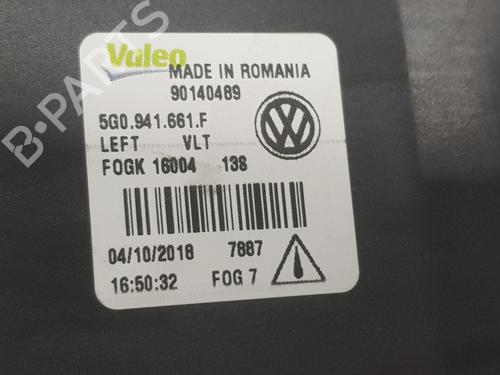 Valeo
MADE IN ROMANIA
90140489
5G0.941.661.F
LEFT VLT
FOGK 16004 138
04/10/2018 7887
16:50:32 FOG 7
B-PARTS